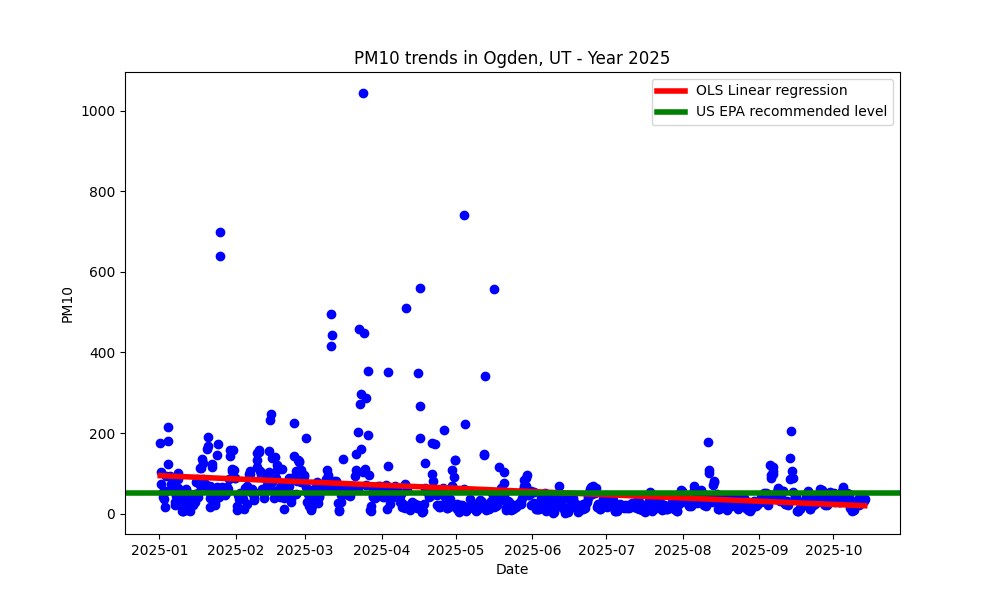 PM10 trends in Ogden, UT - Year 2025
OLS Linear regression
US EPA recommended level
1000
800
600
400
200
0
PM10
2025-01 2025-02 2025-03 2025-04 2025-05 2025-06 2025-07 2025-08 2025-09 2025-10
Date